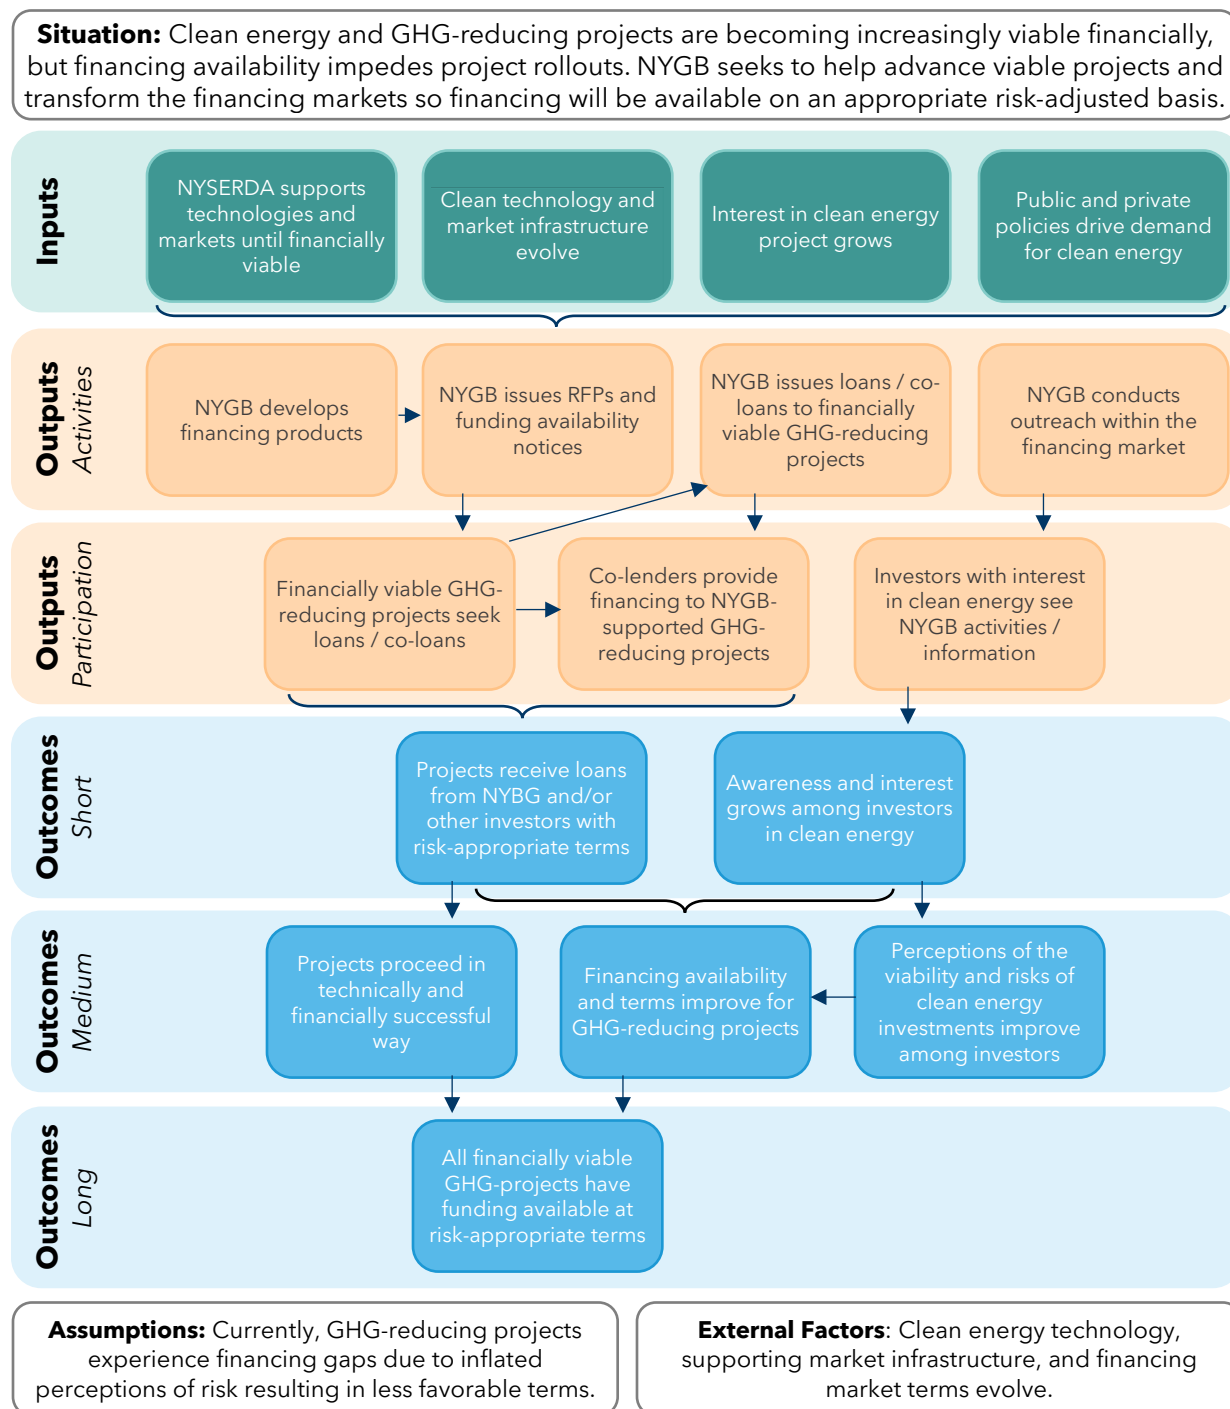 Situation: Clean energy and GHG-reducing projects are becoming increasingly viable financially,
but financing availability impedes project rollouts. NYGB seeks to help advance viable projects and
transform the financing markets so financing will be available on an appropriate risk-adjusted basis.
Inputs
NYSERDA supports
technologies and
markets until financially
viable
Clean technology and
market infrastructure
evolve
Interest in clean energy
project grows
Public and private
policies drive demand
for clean energy
Outputs
Activities
NYGB develops
financing products
NYGB issues RFPs and
funding availability
notices
NYGB issues loans / co-
loans to financially
viable GHG-reducing
projects
NYGB conducts
outreach within the
financing market
Outputs
Participation
Financially viable GHG-
reducing projects seek
loans / co-loans
Co-lenders provide
financing to NYGB-
supported GHG-
reducing projects
Investors with interest
in clean energy see
NYGB activities /
information
Outcomes
Short
Projects receive loans
from NYBG and/or
other investors with
risk-appropriate terms
Awareness and interest
grows among investors
in clean energy
Outcomes
Medium
Projects proceed in
technically and
financially successful
way
Financing availability
and terms improve for
GHG-reducing projects
Perceptions of the
viability and risks of
clean energy
investments improve
among investors
Outcomes
Long
All financially viable
GHG-projects have
funding available at
risk-appropriate terms
Assumptions: Currently, GHG-reducing projects
experience financing gaps due to inflated
perceptions of risk resulting in less favorable terms.
External Factors: Clean energy technology,
supporting market infrastructure, and financing
market terms evolve.